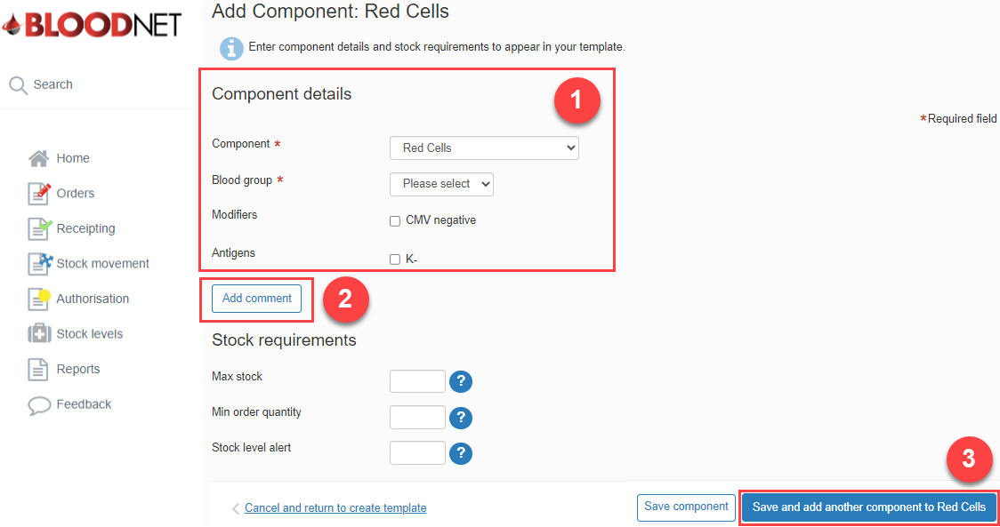 BLOODNET
Add Component: Red Cells
i Enter component details and stock requirements to appear in your template.
Search
Component details
1
*Required field
Component *
Red Cells
Blood group *
Please select
Modifiers
CMV negative
Antigens
K-
Home
Orders
Receipting
Stock movement
Authorisation
Stock levels
Reports
Feedback
Add comment
2
Stock requirements
Max stock
?
Min order quantity
?
Stock level alert
?
3
Cancel and return to create template
Save component
Save and add another component to Red Cells